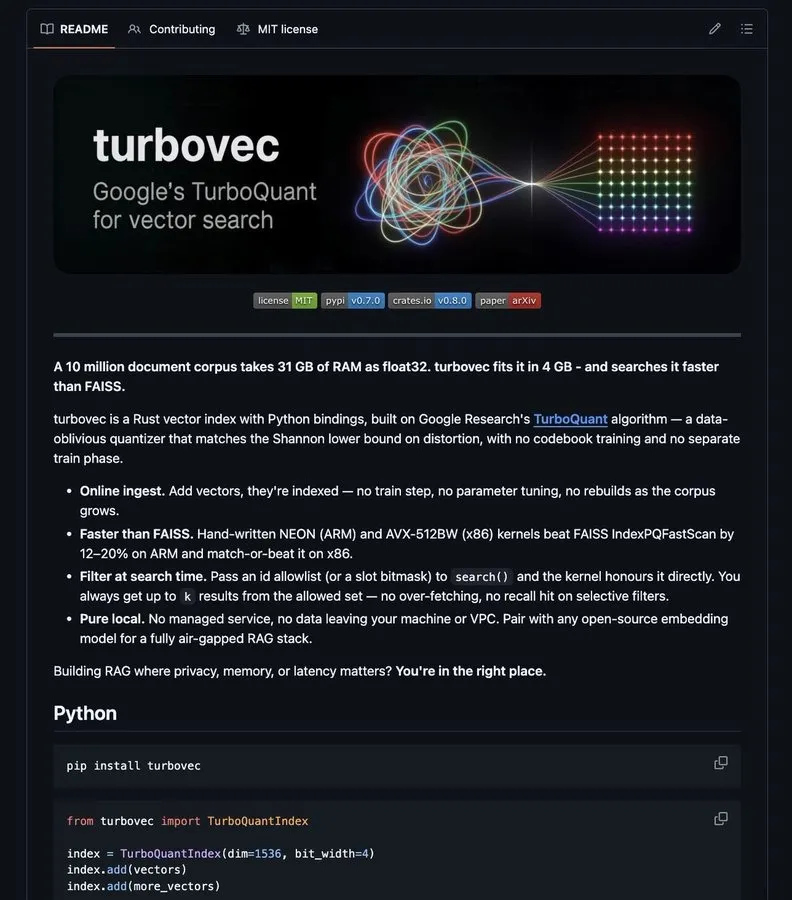 README Contributing MIT license
turbovec
Google's TurboQuant
for vector search
license MIT pypi v0.7.0 crates.io v0.8.0 paper arXiv
A 10 million document corpus takes 31 GB of RAM as float32. turbovec fits it in 4 GB - and searches it faster
than FAISS.
turbovec is a Rust vector index with Python bindings, built on Google Research's TurboQuant algorithm — a data-
oblivious quantizer that matches the Shannon lower bound on distortion, with no codebook training and no separate
train phase.
• Online ingest. Add vectors, they're indexed — no train step, no parameter tuning, no rebuilds as the corpus
grows.
• Faster than FAISS. Hand-written NEON (ARM) and AVX-512BW (x86) kernels beat FAISS IndexPQFastScan by
12–20% on ARM and match-or-beat it on x86.
• Filter at search time. Pass an id allowlist (or a slot bitmask) to search() and the kernel honours it directly. You
always get up to k results from the allowed set — no over-fetching, no recall hit on selective filters.
• Pure local. No managed service, no data leaving your machine or VPC. Pair with any open-source embedding
model for a fully air-gapped RAG stack.
Building RAG where privacy, memory, or latency matters? You're in the right place.
Python
pip install turbovec
from turbovec import TurboQuantIndex
index = TurboQuantIndex(dim=1536, bit_width=4)
index.add(vectors)
index.add(more_vectors)